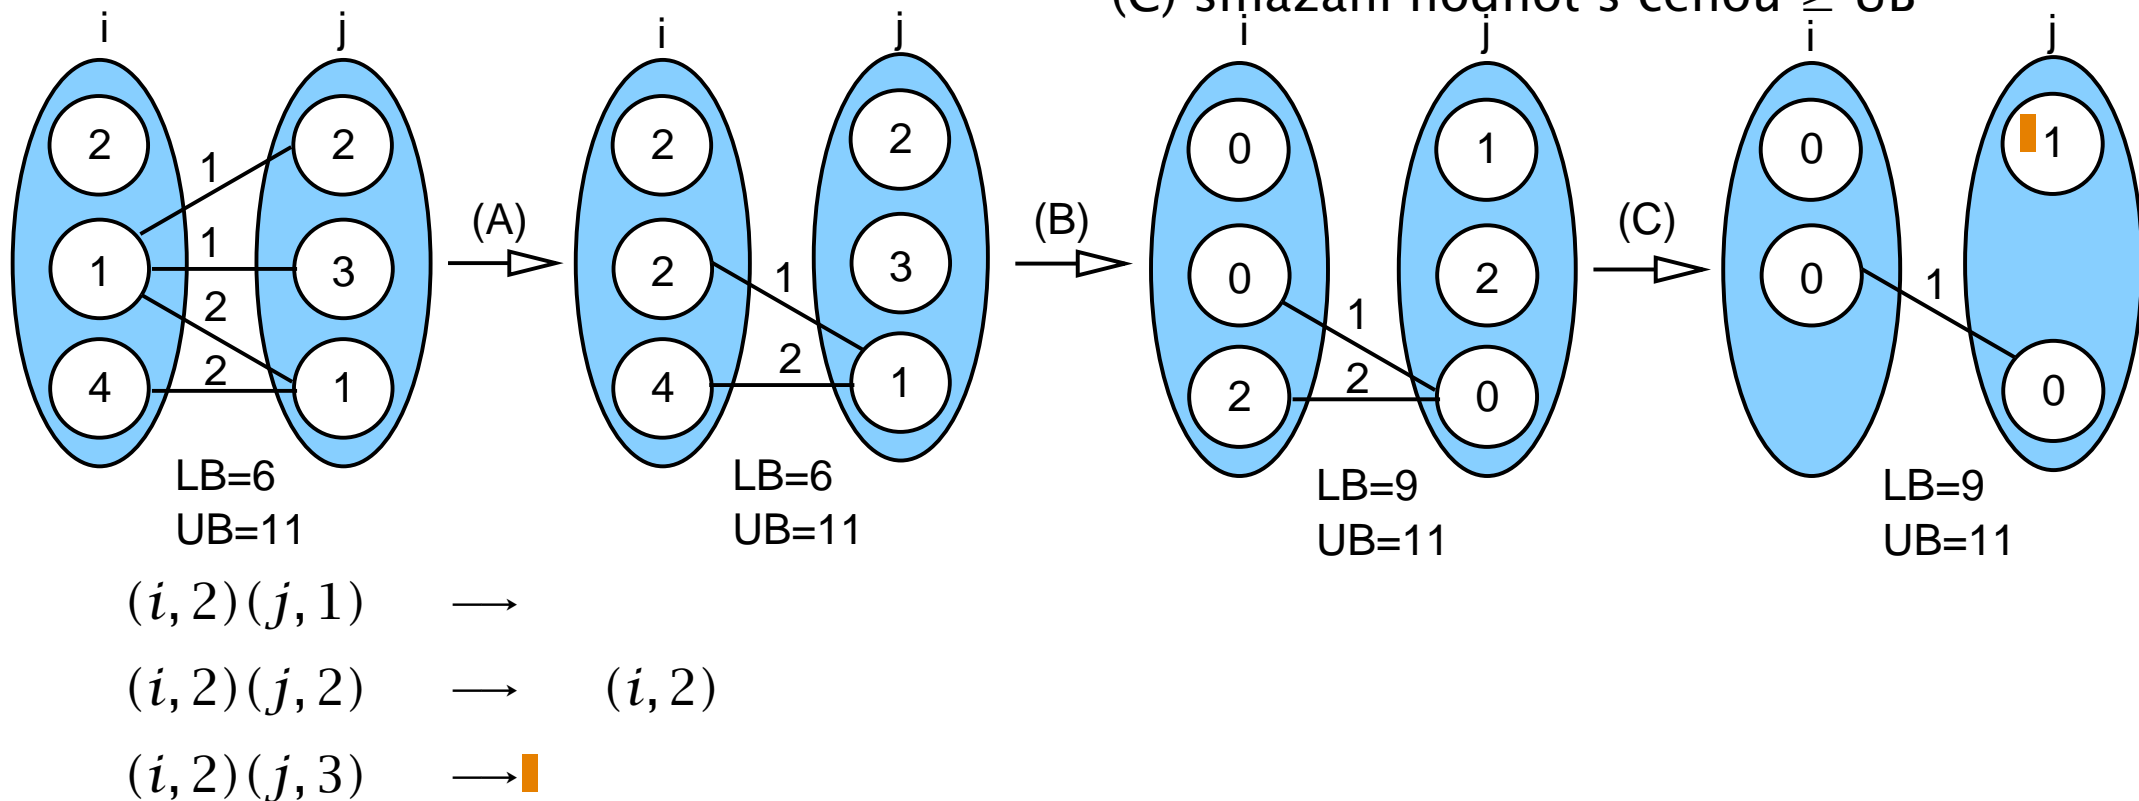 (C) smazání hodnot s cenou ≥ UB
i j i j i j i j
2 2 2 2 0 1 0 1
1 (A) (B) (C)
1 3 1 2 3 1 0 2 0 1
1
2 1
4 2 1 4 2 1 2 2 0 0
LB=6 LB=6 LB=9 LB=9
UB=11 UB=11 UB=11 UB=11
(i, 2)(j, 1) ⟶
(i, 2)(j, 2) ⟶ (i, 2)
(i, 2)(j, 3) ⟶